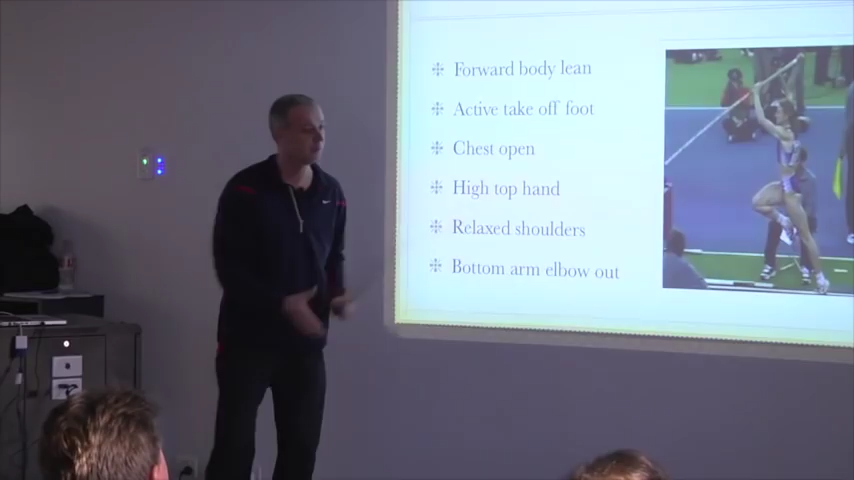 Forward body lean
Active take off foot
Chest open
High top hand
Relaxed shoulders
Bottom arm elbow out